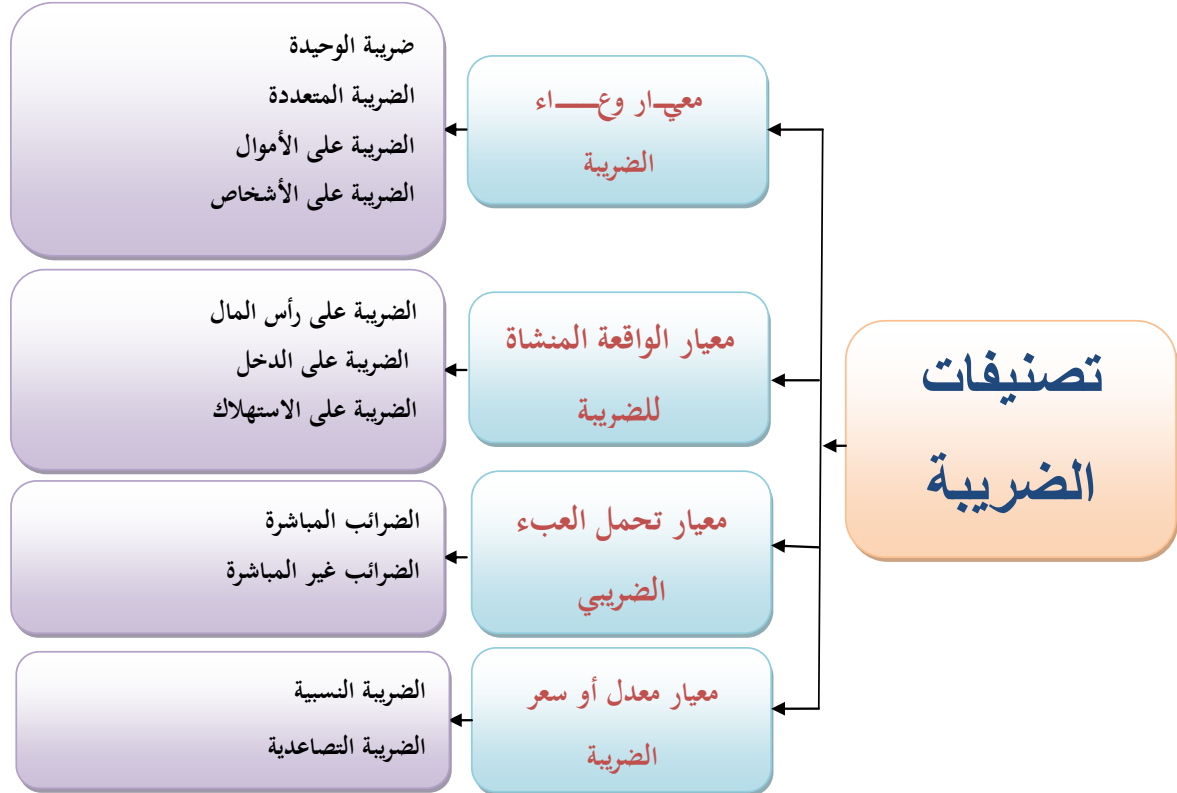 تصنيفات
الضريبة
معيـار وعـــاء
الضريبة
ضريبة الوحيدة
الضريبة المتعددة
الضريبة على الأموال
الضريبة على الأشخاص
معيار الواقعة المنشاة
للضريبة
الضريبة على رأس المال
الضريبة على الدخل
الضريبة على الاستهلاك
معيار تحمل العبء
الضريبي
الضرائب المباشرة
الضرائب غير المباشرة
معيار معدل أو سعر
الضريبة
الضريبة النسبية
الضريبة التصاعدية